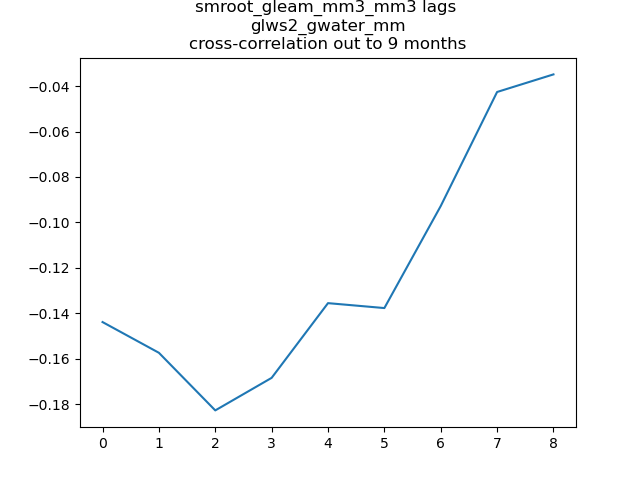 smroot_gleam_mm3_mm3 lags
glws2_gwater_mm
cross-correlation out to 9 months
−0.04
−0.06
−0.08
−0.10
−0.12
−0.14
−0.16
−0.18
0 1 2 3 4 5 6 7 8